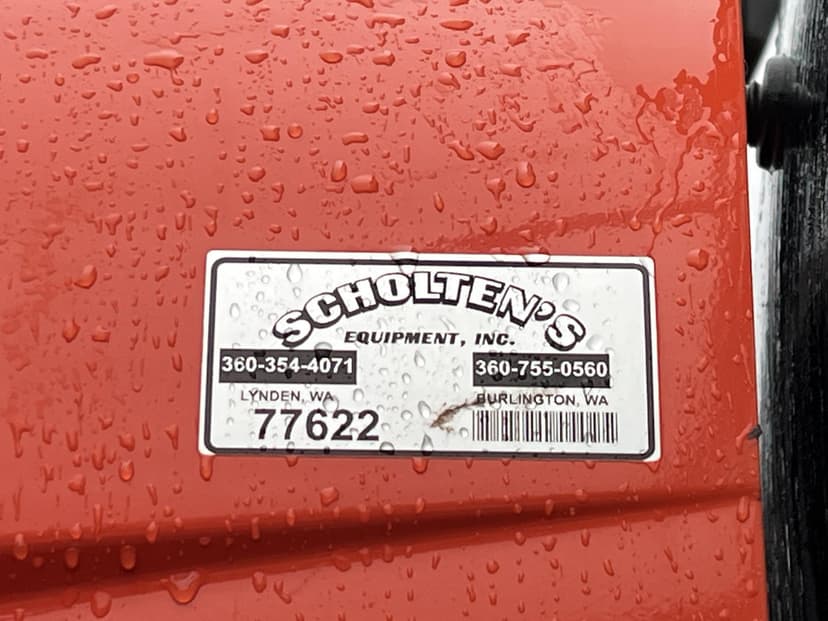 SCHOLTEN'S
EQUIPMENT, INC.
360-354-4071 360-755-0560
LYNDEN, WA BURLINGTON, WA
77622